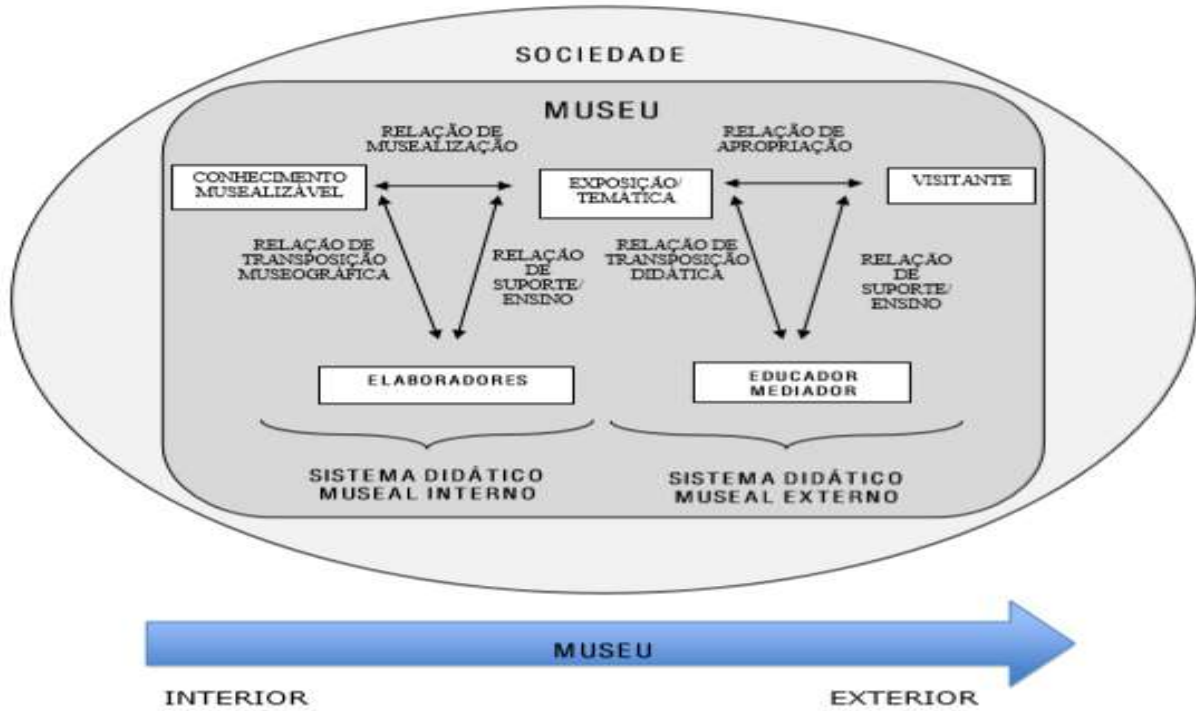 SOCIEDADE
MUSEU
RELAÇÃO DE
MUSEALIZAÇÃO
RELAÇÃO DE
APROPRIAÇÃO
CONHECIMENTO
MUSEALIZÁVEL
EXPOSIÇÃO/
TEMÁTICA
VISITANTE
RELAÇÃO DE
TRANSPOSIÇÃO
MUSEOGRÁFICA
RELAÇÃO
DE
SUPORTE/
ENSINO
RELAÇÃO DE
TRANSPOSIÇÃO
DIDÁTICA
RELAÇÃO
DE
SUPORTE/
ENSINO
ELABORADORES
EDUCADOR
MEDIADOR
SISTEMA DIDÁTICO
MUSEAL INTERNO
SISTEMA DIDÁTICO
MUSEAL EXTERNO
MUSEU
INTERIOR
EXTERIOR